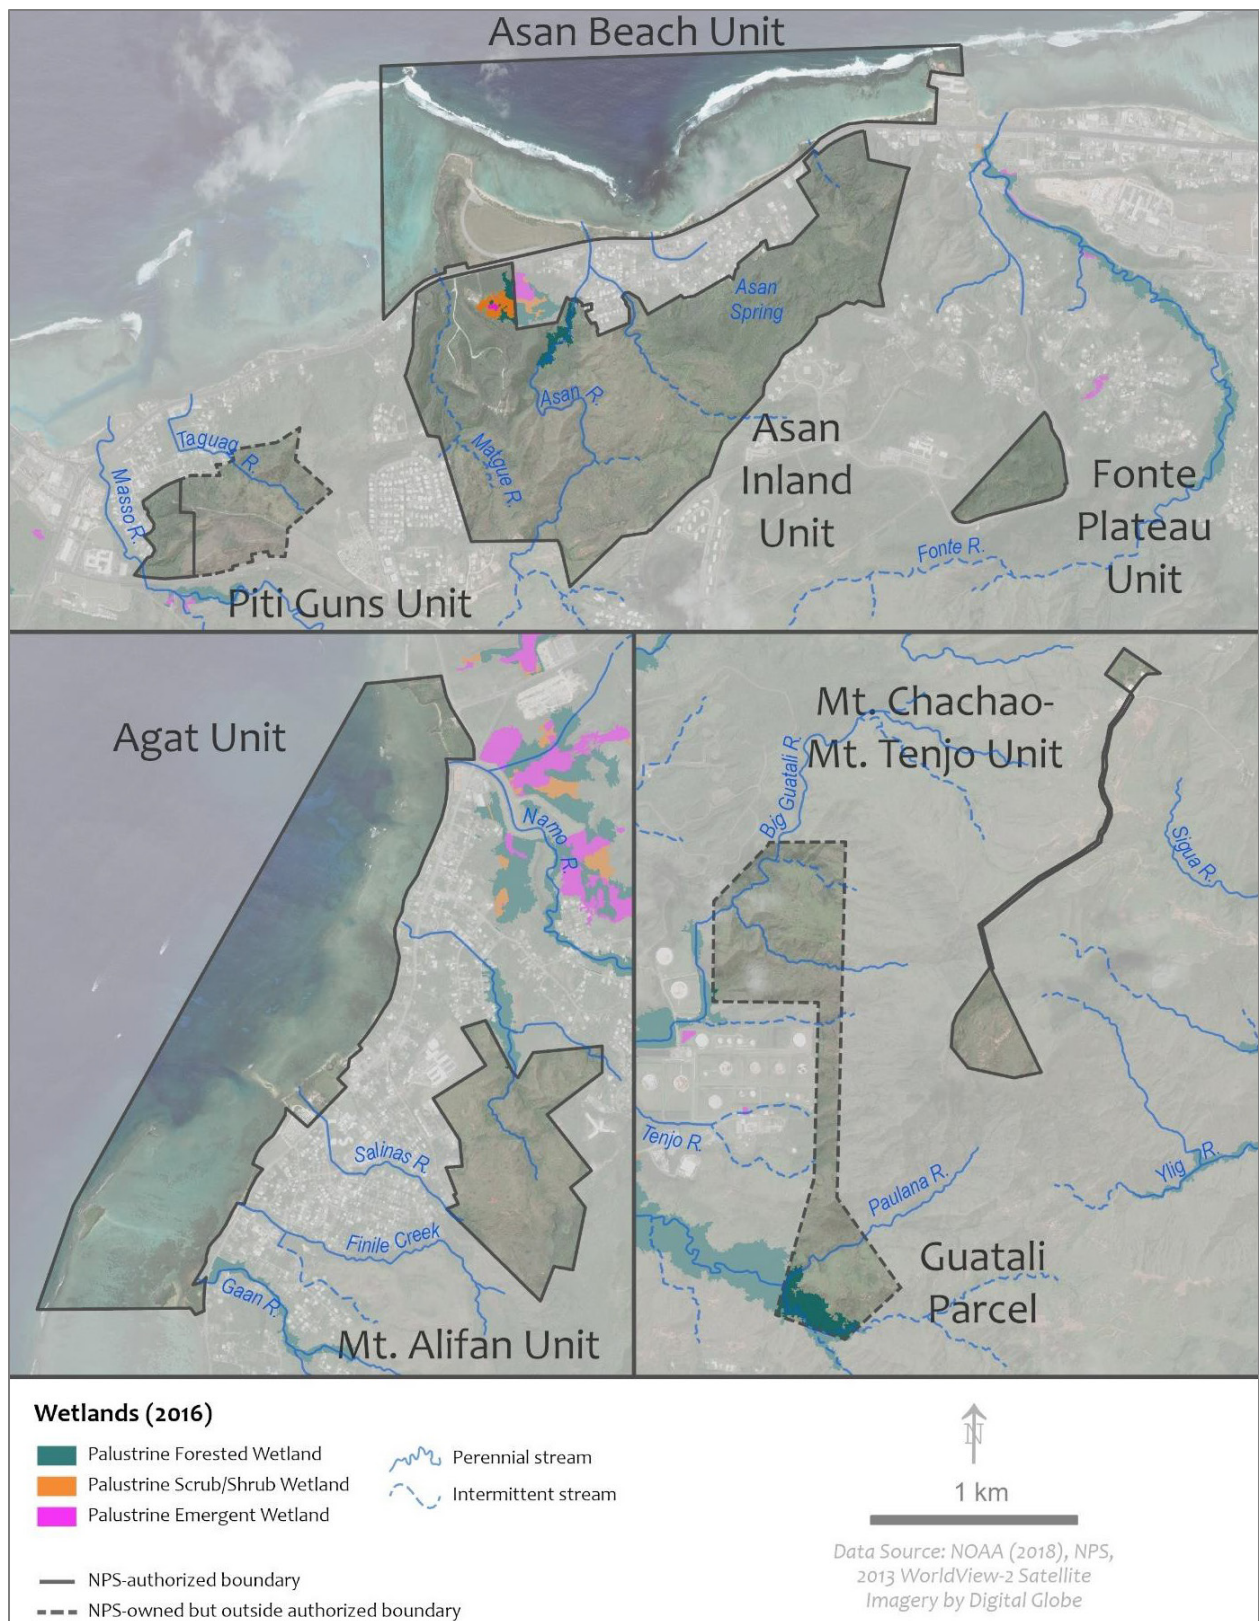 Asan Beach Unit
Asan
Spring
Asan R.
Matgue R.
Taguag R.
Masso R.
Piti Guns Unit
Asan
Inland
Unit
Fonte
Plateau
Unit
Fonte R.
Agat Unit
Namo R.
Salinas R.
Finile Creek
Gaan R.
Mt. Alifan Unit
Mt. Chachao-
Mt. Tenjo Unit
Big Guatali R.
Sigua R.
Tenjo R.
Paulana R.
Ylig R.
Guatali
Parcel
Wetlands (2016)
Palustrine Forested Wetland
Palustrine Scrub/Shrub Wetland
Palustrine Emergent Wetland
Perennial stream
Intermittent stream
NPS-authorized boundary
NPS-owned but outside authorized boundary
N
1 km
Data Source: NOAA (2018), NPS,
2013 WorldView-2 Satellite
Imagery by Digital Globe